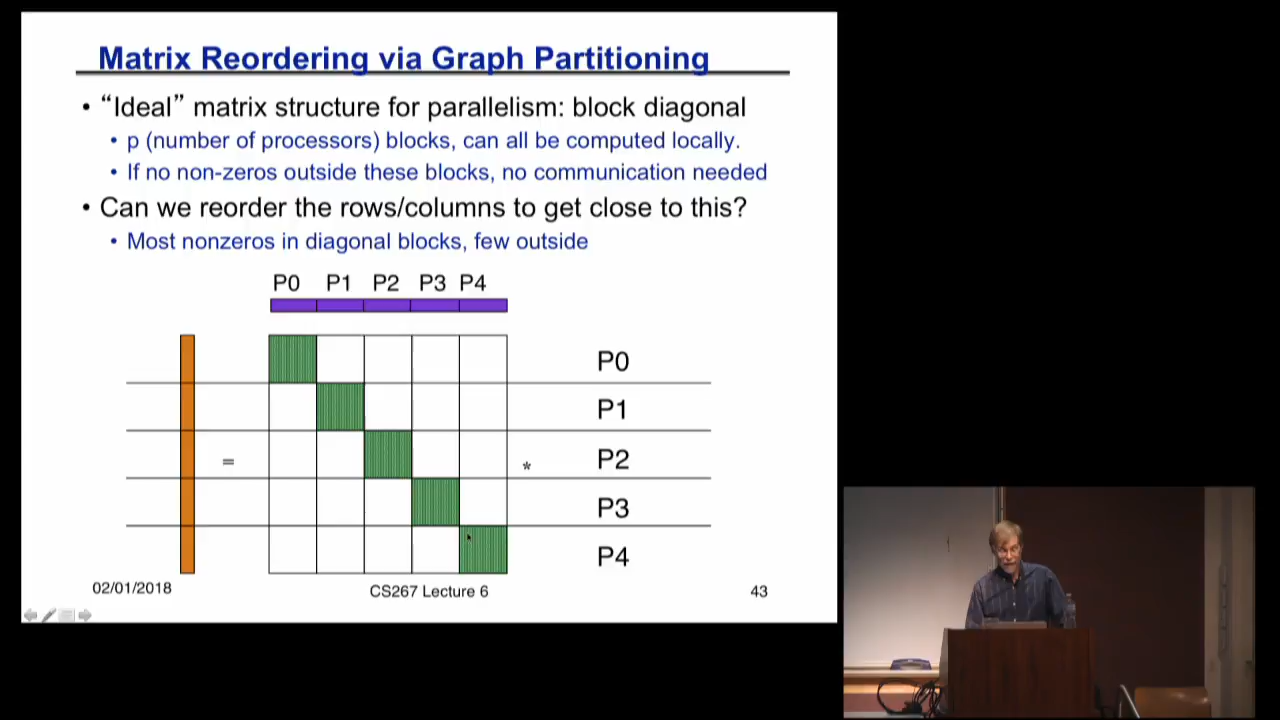 Matrix Reordering via Graph Partitioning
• “Ideal” matrix structure for parallelism: block diagonal
• p (number of processors) blocks, can all be computed locally.
• If no non-zeros outside these blocks, no communication needed
• Can we reorder the rows/columns to get close to this?
• Most nonzeros in diagonal blocks, few outside
P0 P1 P2 P3 P4
P0
P1
= * P2
P3
P4
02/01/2018 CS267 Lecture 6 43